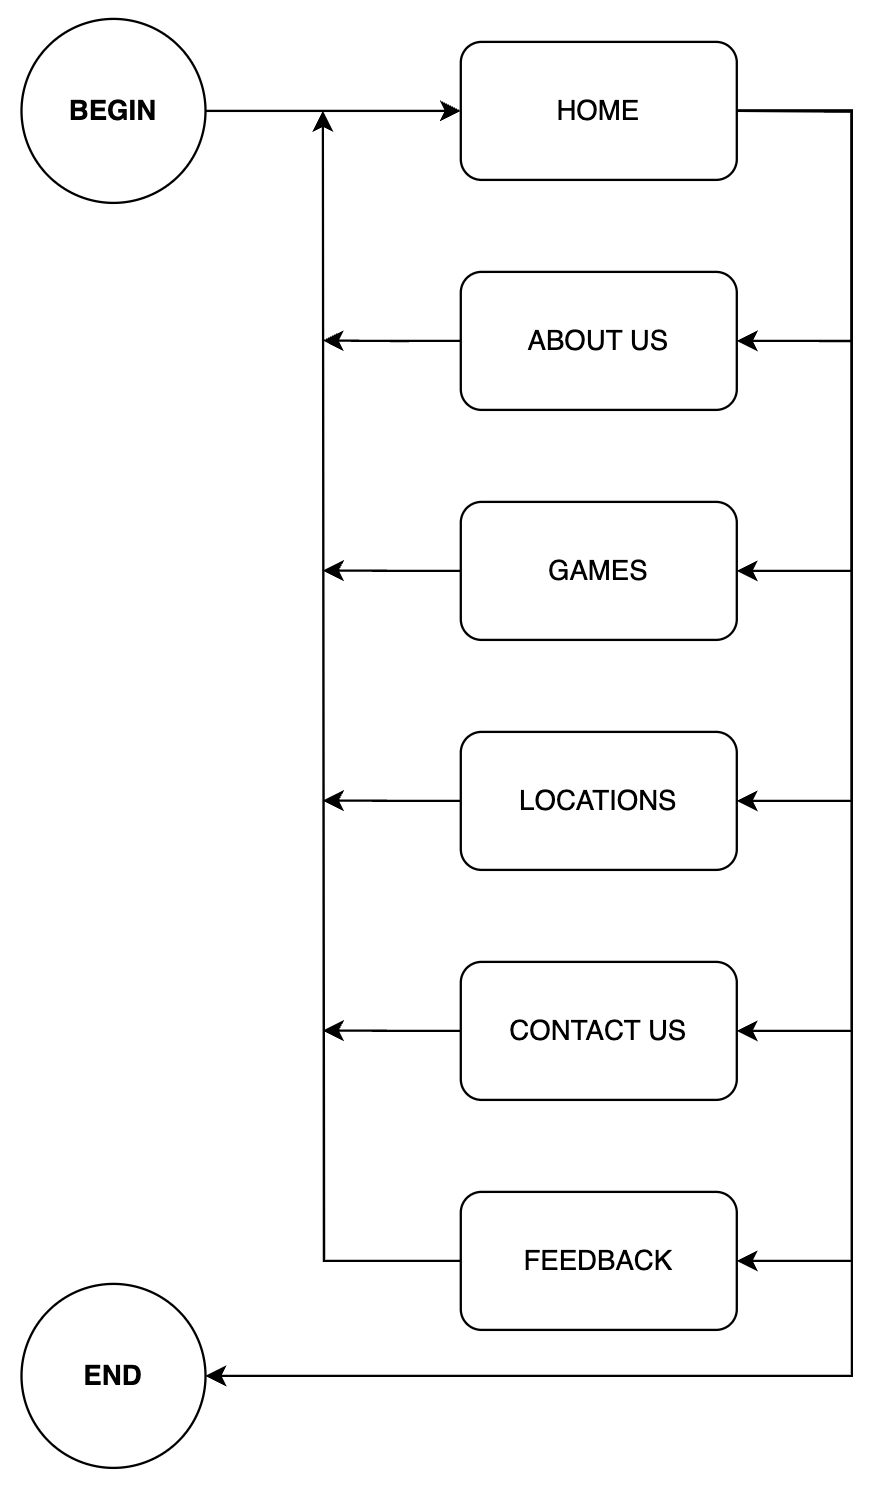 BEGIN
HOME
ABOUT US
GAMES
LOCATIONS
CONTACT US
FEEDBACK
END